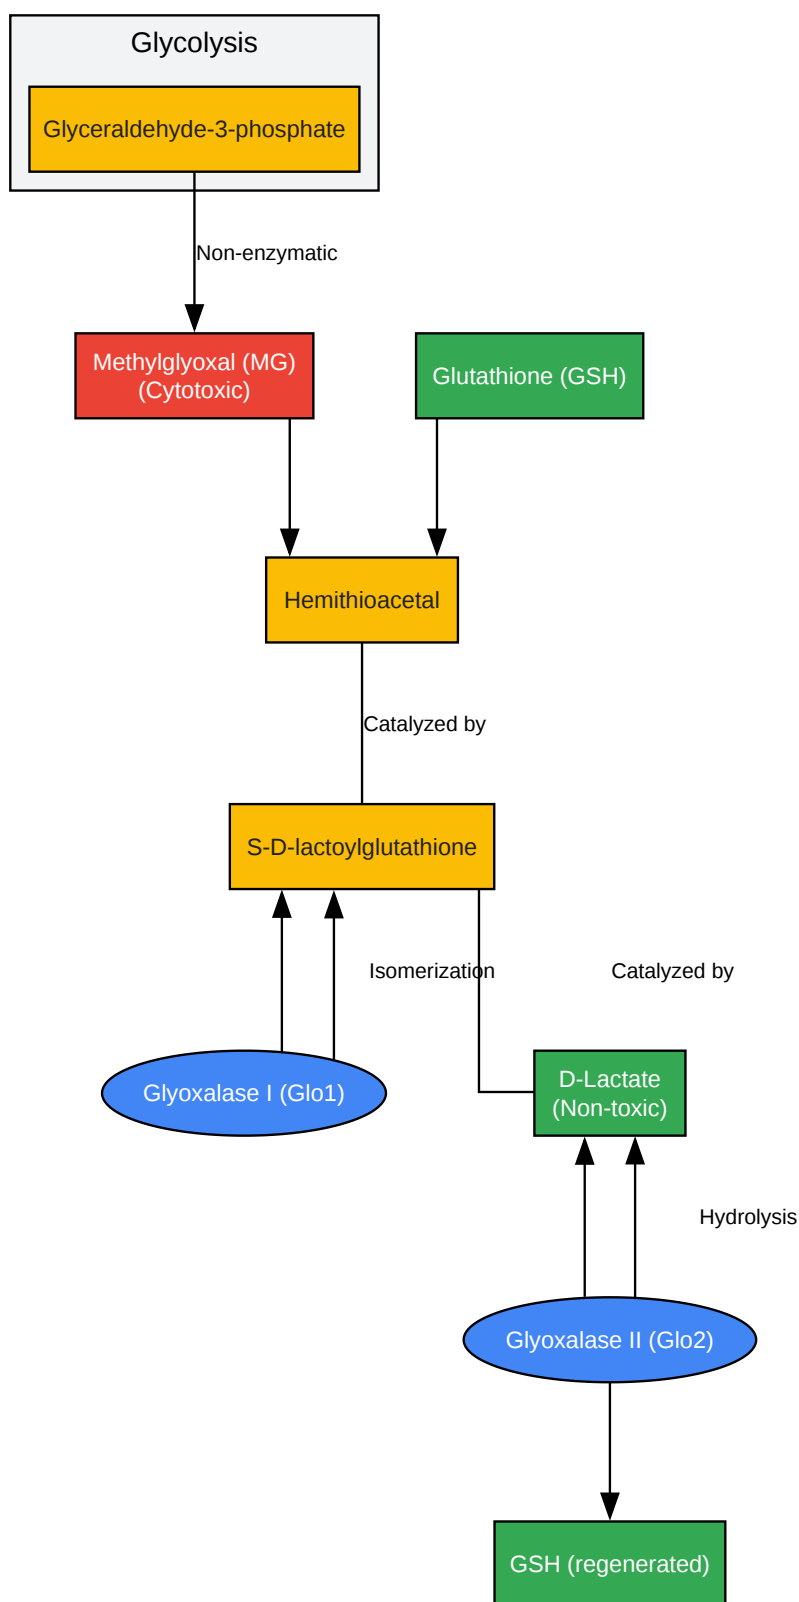 Glycolysis
Glyceraldehyde-3-phosphate
Non-enzymatic
Methylglyoxal (MG)
(Cytotoxic)
Glutathione (GSH)
Hemithioacetal
Catalyzed by
S-D-lactoylglutathione
Isomerization
Catalyzed by
Glyoxalase I (Glo1)
D-Lactate
(Non-toxic)
Hydrolysis
Glyoxalase II (Glo2)
GSH (regenerated)